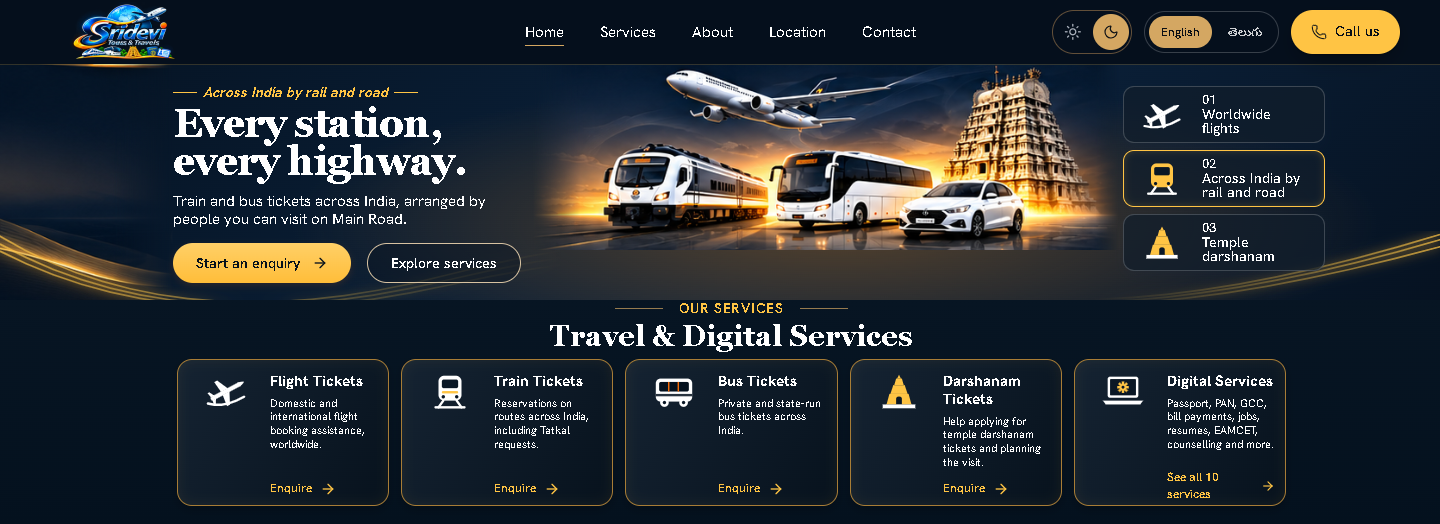 Sridevi
Tours & Travels
Home
Services
About
Location
Contact
English
తెలుగు
Call us
Across India by rail and road
Every station,
every highway.
Train and bus tickets across India, arranged by
people you can visit on Main Road.
Start an enquiry
Explore services
01
Worldwide
flights
02
Across India by
rail and road
03
Temple
darshanam
OUR SERVICES
Travel & Digital Services
Flight Tickets
Domestic and
international flight
booking assistance,
worldwide.
Enquire
Train Tickets
Reservations on
routes across India,
including Tatkal
requests.
Enquire
Bus Tickets
Private and state-run
bus tickets across
India.
Enquire
Darshanam
Tickets
Help applying for
temple darshanam
tickets and planning
the visit.
Enquire
Digital Services
Passport, PAN, GCC,
bill payments, jobs,
resumes, EAMCET,
counselling and more.
See all 10
services